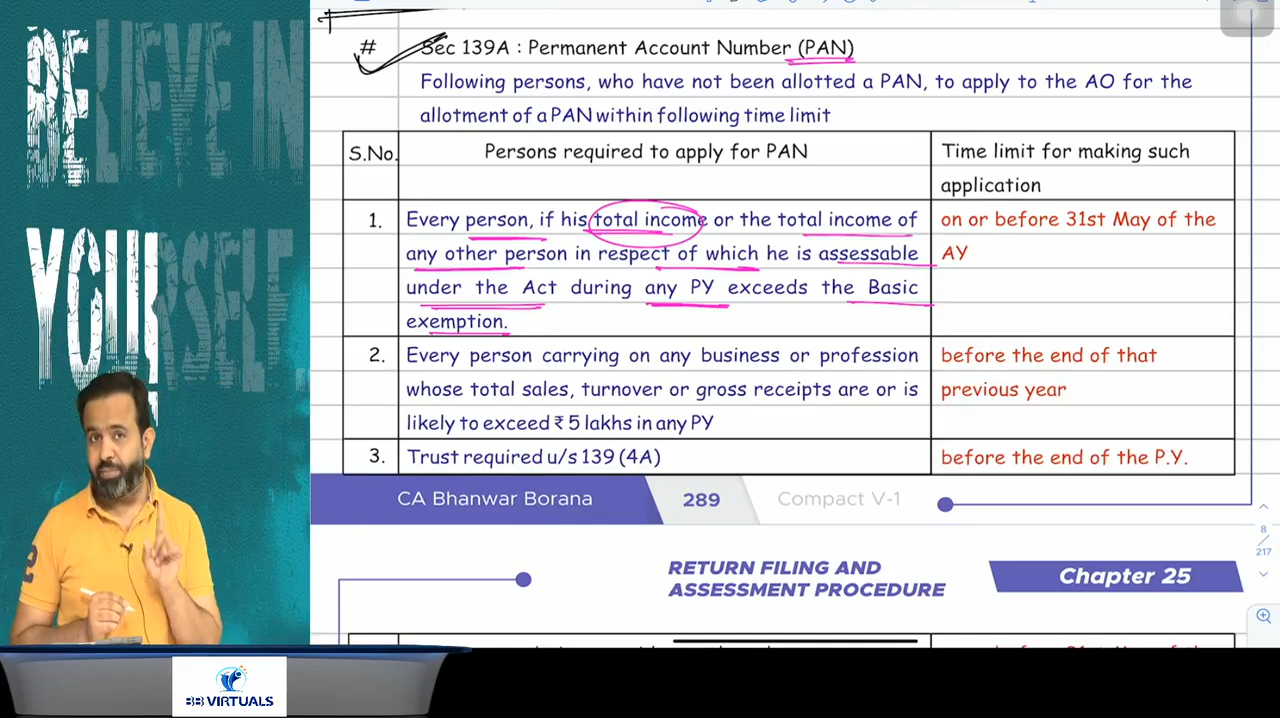 BELIEVE IN
YOURSELF.
# Sec 139A : Permanent Account Number (PAN)
Following persons, who have not been allotted a PAN, to apply to the AO for the
allotment of a PAN within following time limit
S.No. Persons required to apply for PAN Time limit for making such
application
1. Every person, if his total income or the total income of on or before 31st May of the
any other person in respect of which he is assessable AY
under the Act during any PY exceeds the Basic
exemption.
2. Every person carrying on any business or profession before the end of that
whose total sales, turnover or gross receipts are or is previous year
likely to exceed ₹ 5 lakhs in any PY
3. Trust required u/s 139 (4A) before the end of the P.Y.
CA Bhanwar Borana 289 Compact V-1
8
217
RETURN FILING AND
ASSESSMENT PROCEDURE Chapter 25
BB VIRTUALS